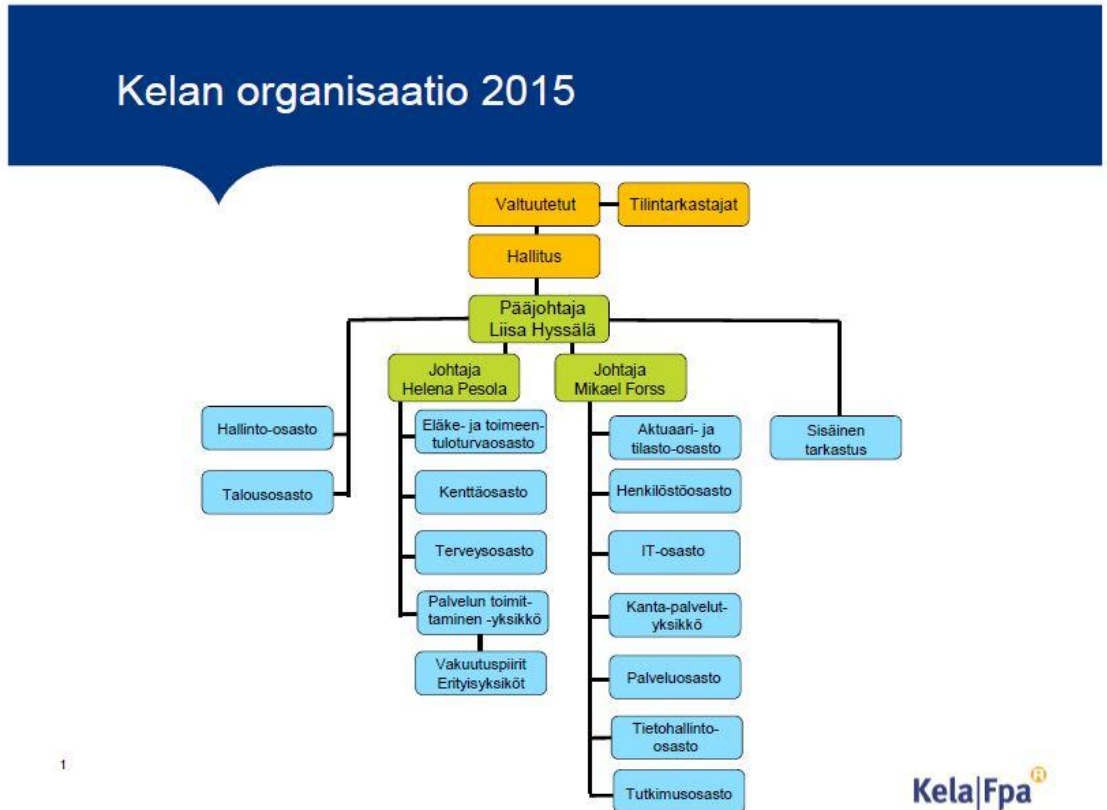 Kelan organisaatio 2015
Valtuutetut
Tilintarkastajat
Hallitus
Pääjohtaja
Liisa Hyssälä
Johtaja
Helena Pesola
Johtaja
Mikael Forss
Hallinto-osasto
Talousosasto
Eläke- ja toimeen-
tuloturvaosasto
Kenttäosasto
Terveysosasto
Palvelun toimit-
taminen -yksikkö
Vakuutuspiirit
Erityisyksiköt
Aktuaari- ja
tilasto-osasto
Henkilöstöosasto
IT-osasto
Kanta-palvelut-
yksikkö
Palveluosasto
Tietohallinto-
osasto
Tutkimusosasto
Sisäinen
tarkastus
1
Kela|Fpa